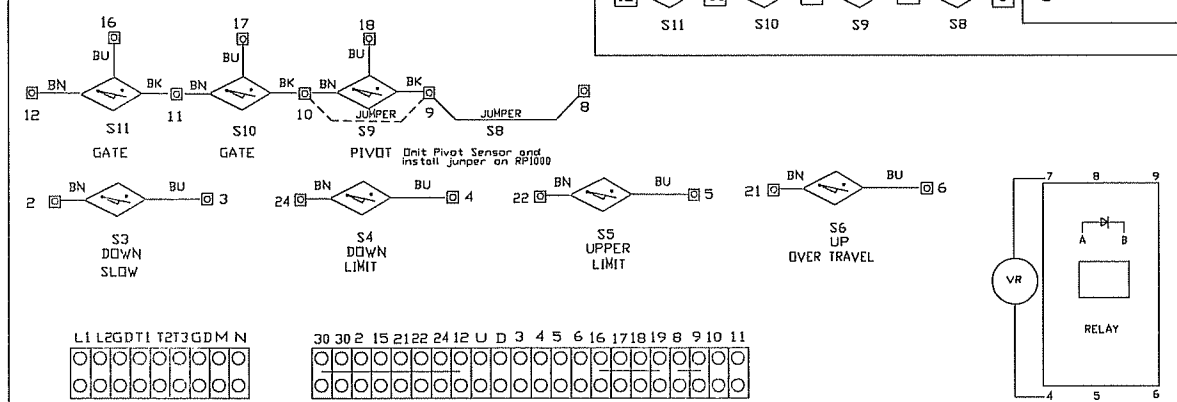 S11 S10 S9 S8
16 17 18
BU BU BU
BN BK BN BK BN BK
12 11 10 JUMPER 9 JUMPER 8
S11 S10 S9 S8
GATE GATE PIVOT Omit Pivot Sensor and
install jumper on RP1000
2 BN BU 3 24 BN BU 4 22 BN BU 5 21 BN BU 6
S3 S4 S5 S6
DOWN DOWN UPPER UP
SLOW LIMIT LIMIT OVER TRAVEL
7 8 9
A B
VR
RELAY
4 5 6
L1 L2 GD T1 T2 T3 GD M N
30 30 2 15 21 22 24 12 U D 3 4 5 6 16 17 18 19 8 9 10 11